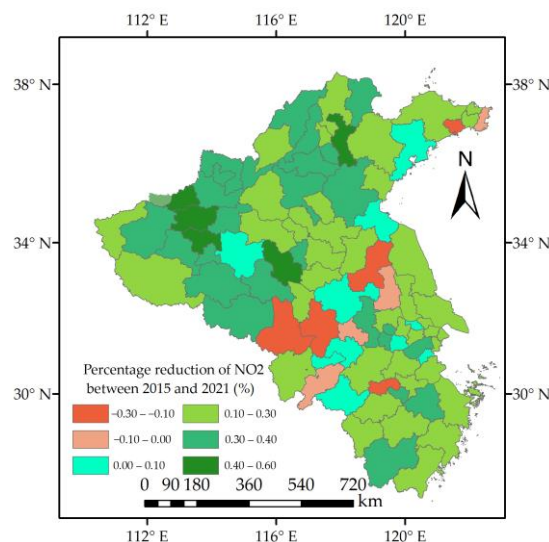 112° E 116° E 120° E
38° N 38° N
N
34° N 34° N
Percentage reduction of NO2
between 2015 and 2021 (%)
30° N 30° N
−0.30 – −0.10 0.10 – 0.30
−0.10 – 0.00 0.30 – 0.40
0.00 – 0.10 0.40 – 0.60
0 90 180 360 540 720
km
112° E 116° E 120° E